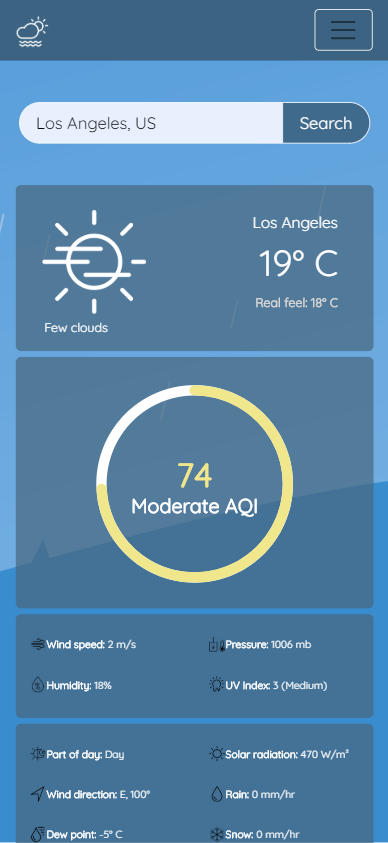 Los Angeles, US Search
Los Angeles
19° C
Real feel: 18° C
Few clouds
74
Moderate AQI
Wind speed: 2 m/s Pressure: 1006 mb
Humidity: 18% UV Index: 3 (Medium)
Part of day: Day Solar radiation: 470 W/m²
Wind direction: E, 100° Rain: 0 mm/hr
Dew point: -5° C Snow: 0 mm/hr